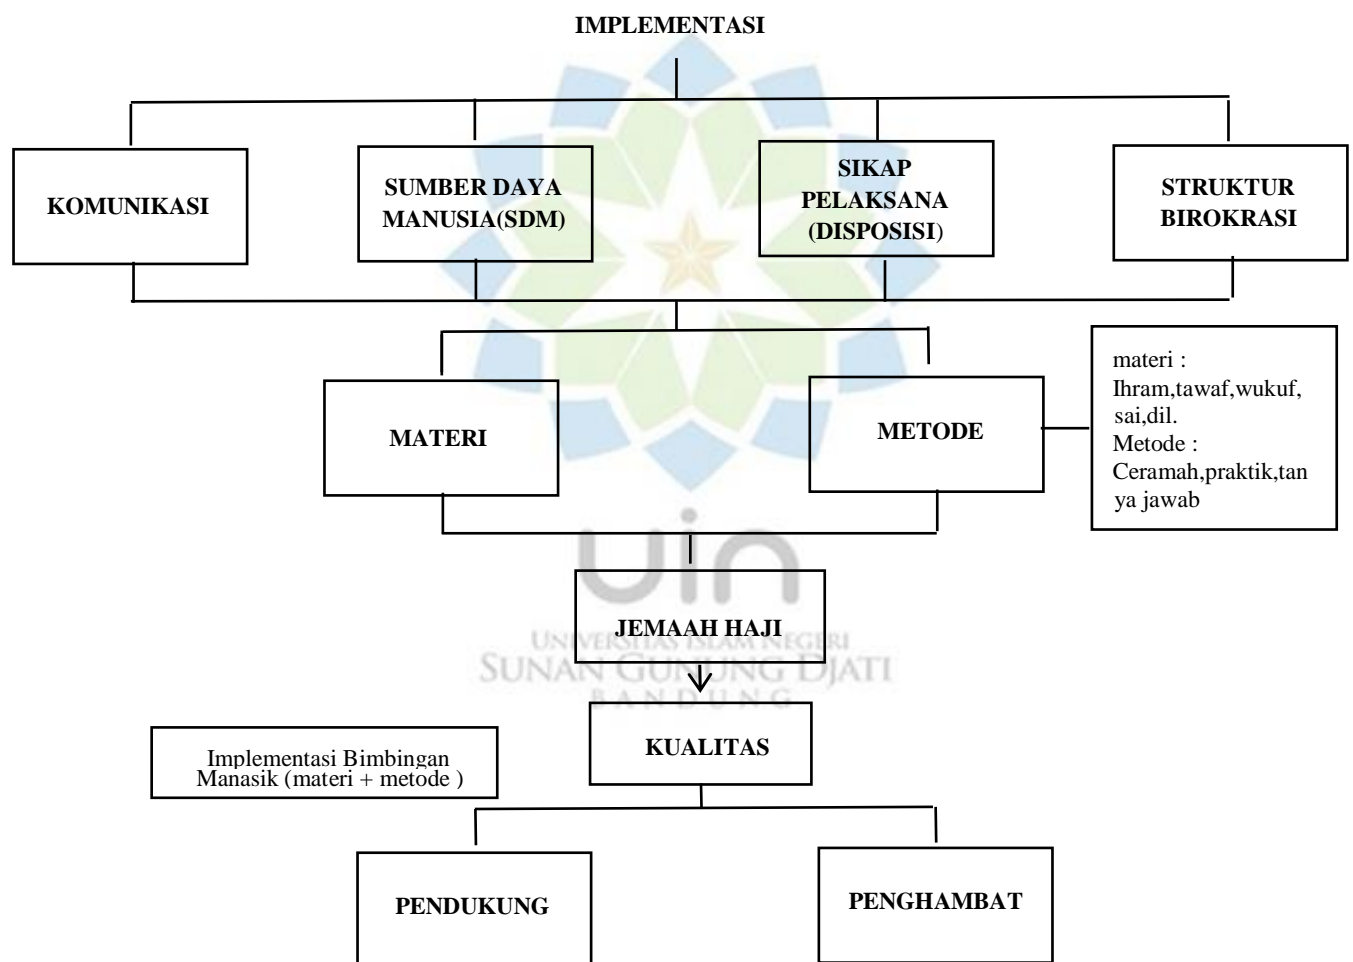 IMPLEMENTASI
KOMUNIKASI
SUMBER DAYA
MANUSIA(SDM)
SIKAP
PELAKSANA
(DISPOSISI)
STRUKTUR
BIROKRASI
MATERI
METODE
materi :
Ihram,tawaf,wukuf,
sai,dil.
Metode :
Ceramah,praktik,tan
ya jawab
uin
UNIVERSITAS ISLAM NEGERI
SUNAN GUNUNG DJATI
BANDUNG
JEMAAH HAJI
KUALITAS
Implementasi Bimbingan
Manasik (materi + metode )
PENDUKUNG
PENGHAMBAT